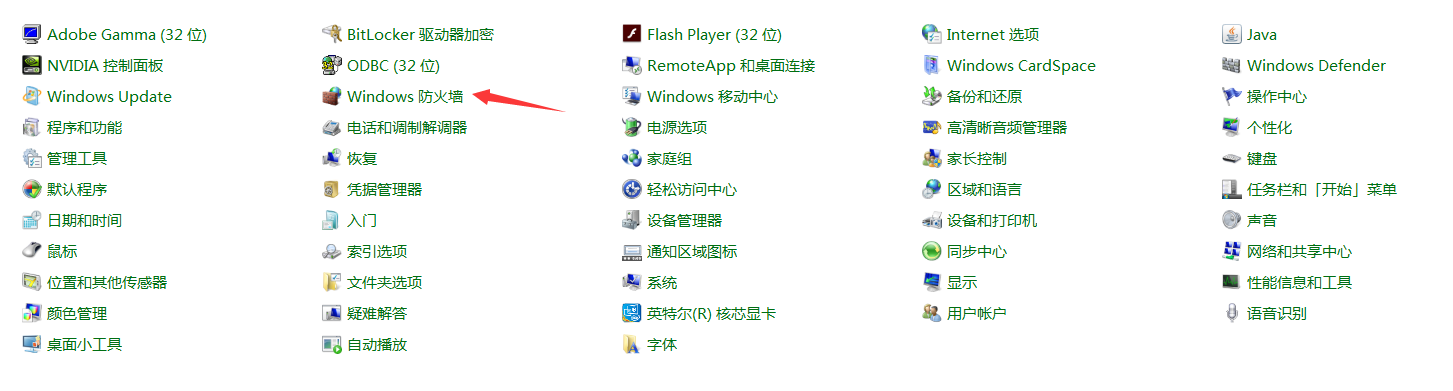 Adobe Gamma (32 位) BitLocker 驱动器加密 Flash Player (32 位) Internet 选项 Java
NVIDIA 控制面板 ODBC (32 位) RemoteApp 和桌面连接 Windows CardSpace Windows Defender
Windows Update Windows 防火墙 Windows 移动中心 备份和还原 操作中心
程序和功能 电话和调制解调器 电源选项 高清晰音频管理器 个性化
管理工具 恢复 家庭组 家长控制 键盘
默认程序 凭据管理器 轻松访问中心 区域和语言 任务栏和「开始」菜单
日期和时间 入门 设备管理器 设备和打印机 声音
鼠标 索引选项 通知区域图标 同步中心 网络和共享中心
位置和其他传感器 文件夹选项 系统 显示 性能信息和工具
颜色管理 疑难解答 英特尔(R) 核芯显卡 用户帐户 语音识别
桌面小工具 自动播放 字体